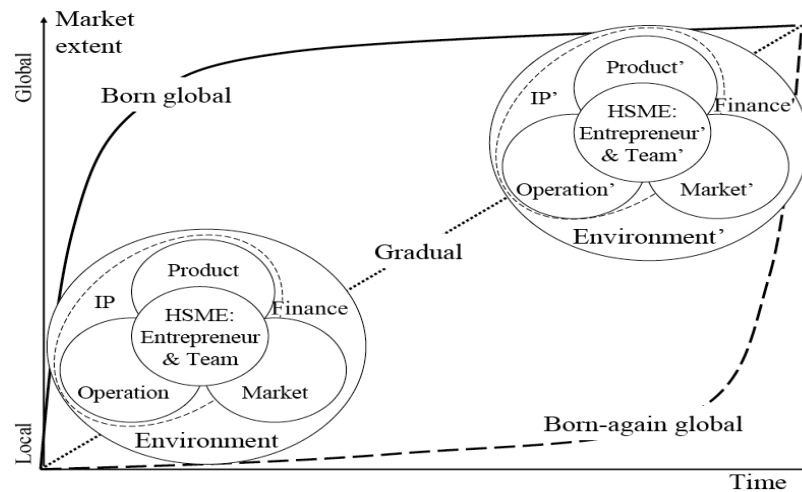 Market
extent
Global
Born global
Product’
IP’
Finance’
HSME:
Entrepreneur’
& Team’
Operation’
Market’
Environment’
Gradual
Product
IP
Finance
HSME:
Entrepreneur
& Team
Operation
Market
Environment
Born-again global
Local
Time